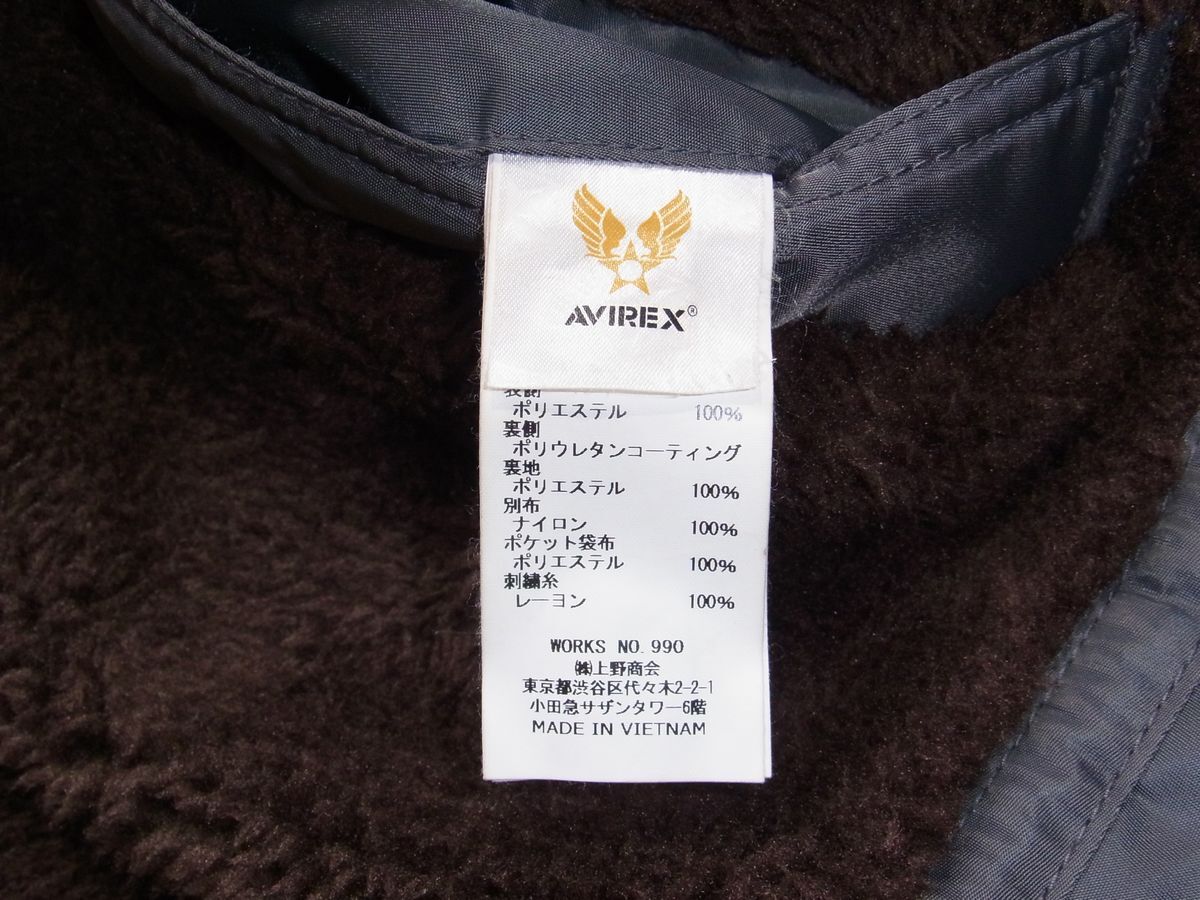 AVIREX®
表側
ポリエステル 100%
裏側
ポリウレタンコーティング
裏地
ポリエステル 100%
別布
ナイロン 100%
ポケット袋布
ポリエステル 100%
刺繍糸
レーヨン 100%
WORKS NO. 990
㈱上野商会
東京都渋谷区代々木2-2-1
小田急サザンタワー6階
MADE IN VIETNAM